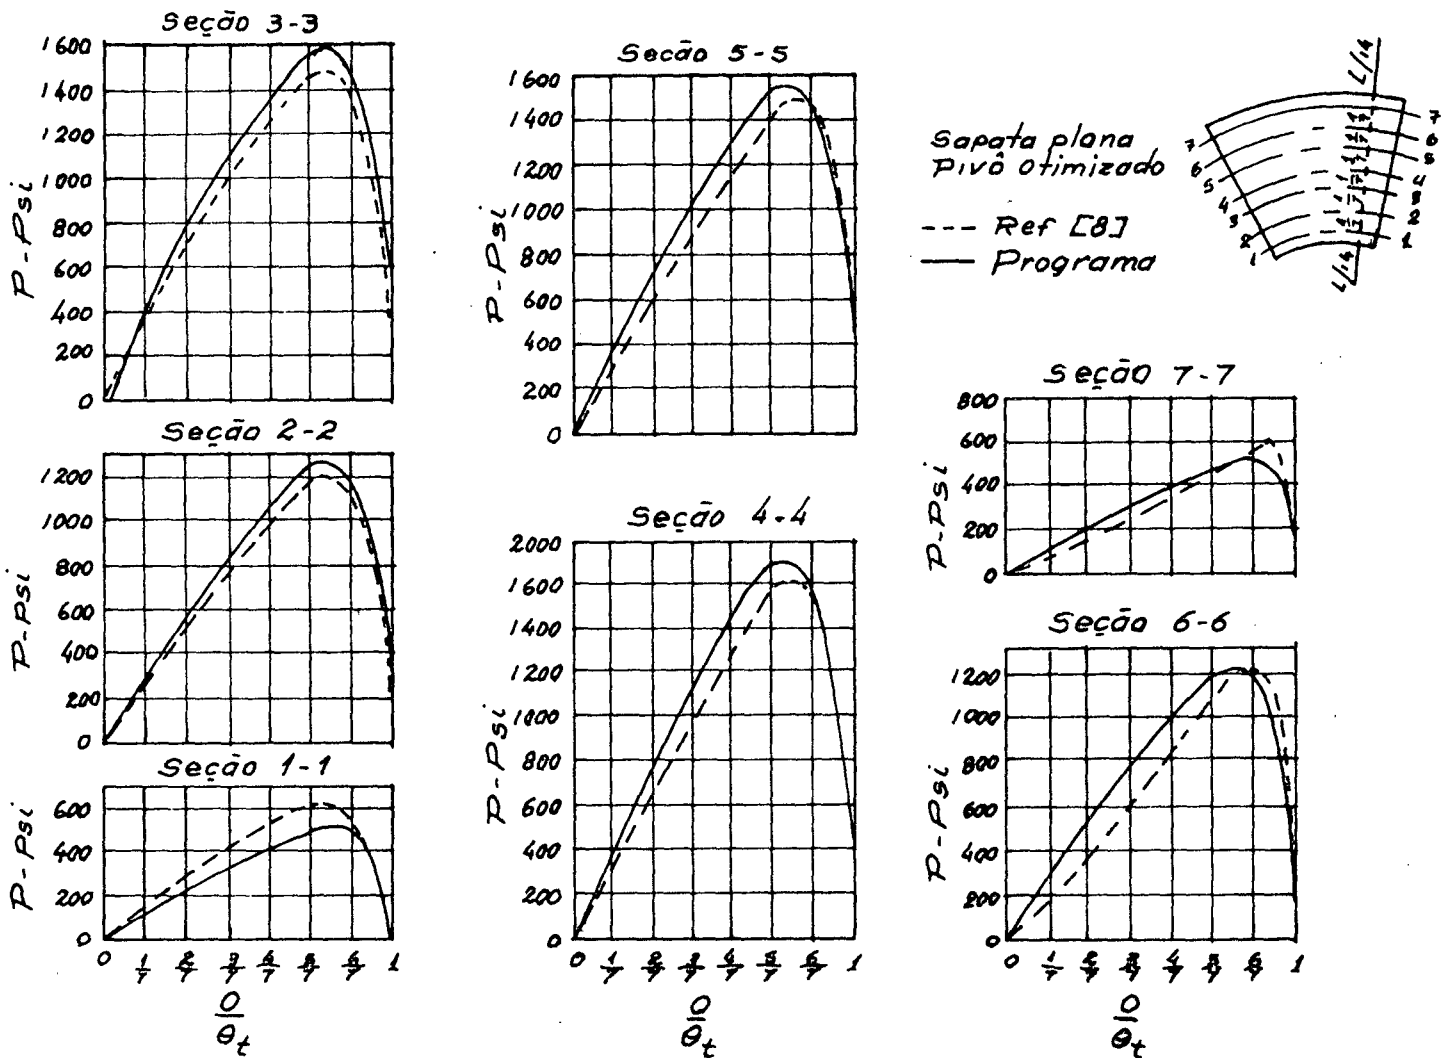 Seção 3-3
P-Psi
1600
1400
1200
1000
800
600
400
200
0
Seção 2-2
P-Psi
1200
1000
800
600
400
200
0
Seção 1-1
P-Psi
600
400
200
0
0 1/7 2/7 3/7 4/7 5/7 6/7 1
θ/θt
Seção 5-5
P-Psi
1600
1400
1200
1000
800
600
400
200
0
Seção 4-4
P-Psi
2000
1600
1400
1200
1000
800
600
400
200
0
0 1/7 2/7 3/7 4/7 5/7 6/7 1
θ/θt
Sapata plana
Pivô Otimizado
--- Ref [8]
— Programa
L/14
7 6 5 4 3 2 1
7 6 5 4 3 2 1
L/14
Seção 7-7
P-Psi
800
600
400
200
0
Seção 6-6
P-Psi
1200
1000
800
600
400
200
0
0 1/7 2/7 3/7 4/7 5/7 6/7 1
θ/θt